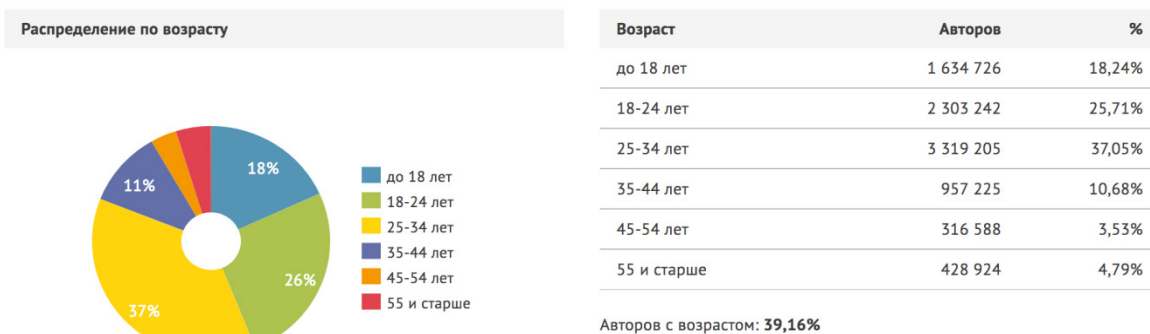 Распределение по возрасту
18%
26%
37%
11%
до 18 лет
18-24 лет
25-34 лет
35-44 лет
45-54 лет
55 и старше
Возраст Авторов %
до 18 лет 1 634 726 18,24%
18-24 лет 2 303 242 25,71%
25-34 лет 3 319 205 37,05%
35-44 лет 957 225 10,68%
45-54 лет 316 588 3,53%
55 и старше 428 924 4,79%
Авторов с возрастом: 39,16%